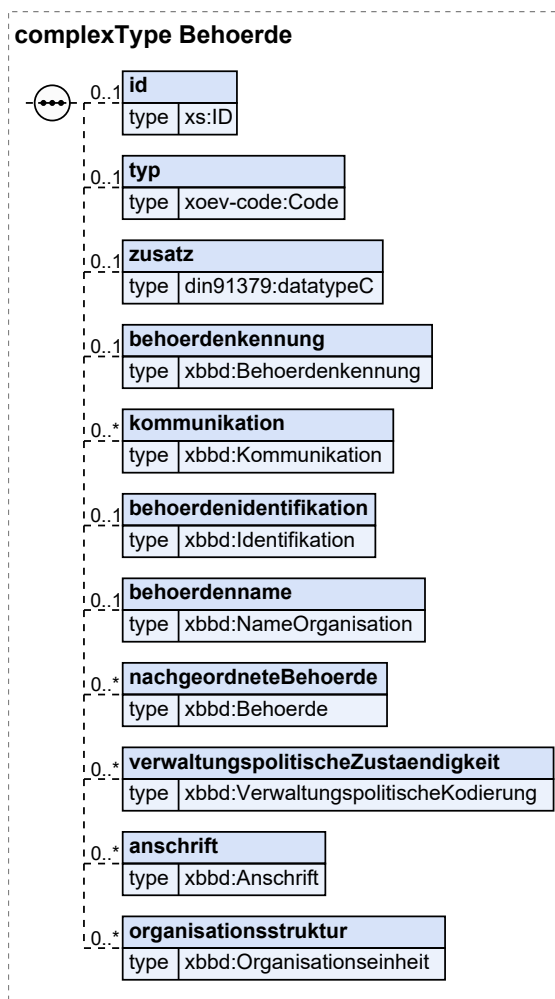 complexType Behoerde
0..1 id
type xs:ID
0..1 typ
type xoev-code:Code
0..1 zusatz
type din91379:datatypeC
0..1 behoerdenkennung
type xbbd:Behoerdenkennung
0..* kommunikation
type xbbd:Kommunikation
0..1 behoerdenidentifikation
type xbbd:Identifikation
0..1 behoerdenname
type xbbd:NameOrganisation
0..* nachgeordneteBehoerde
type xbbd:Behoerde
0..* verwaltungspolitischeZustaendigkeit
type xbbd:VerwaltungspolitischeKodierung
0..* anschrift
type xbbd:Anschrift
0..* organisationsstruktur
type xbbd:Organisationseinheit